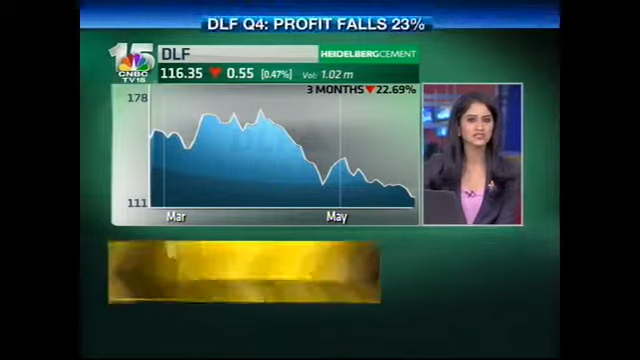 DLF Q4: PROFIT FALLS 23%
15
CNBC
TV18
DLF
HEIDELBERGCEMENT
116.35 ▼ 0.55 [0.47%] Vol: 1.02 m
3 MONTHS ▼ 22.69%
178
111
Mar May